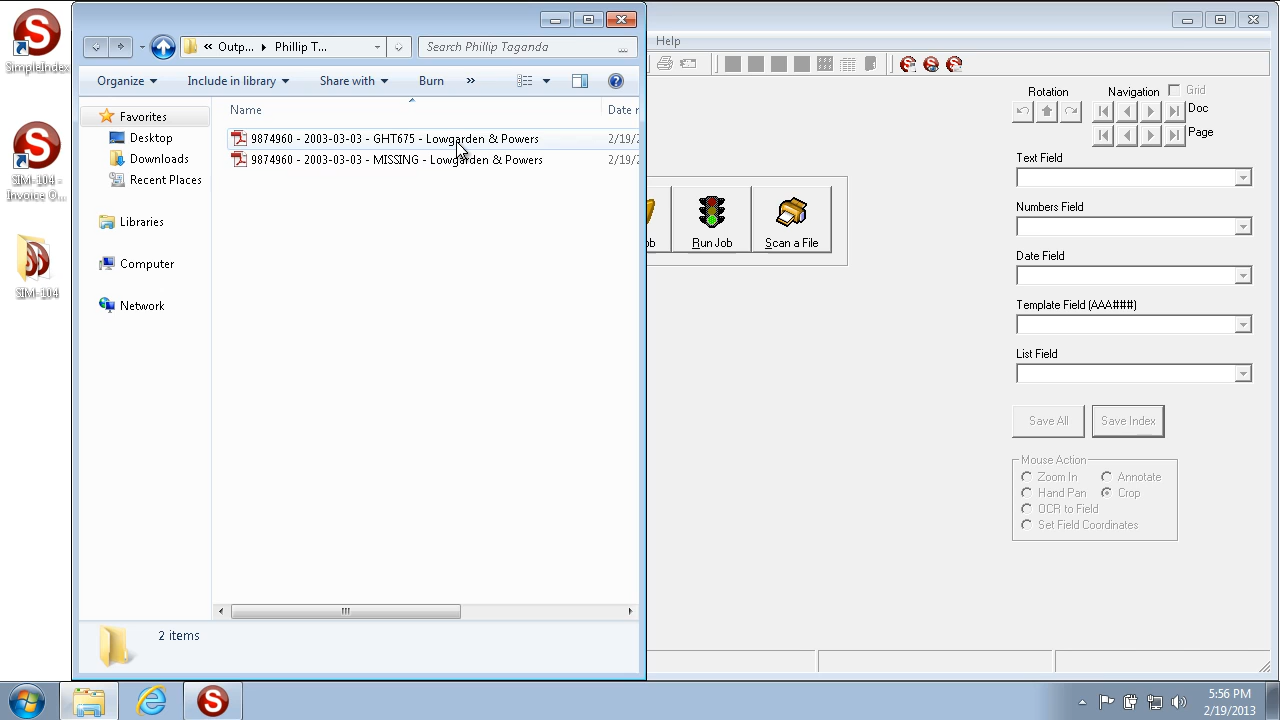 SimpleIndex
SIM-104 -
Invoice O...
SIM-104
« Outp... Phillip T...
Search Phillip Taganda
Organize
Include in library
Share with
Burn
»
Favorites
Desktop
Downloads
Recent Places
Libraries
Computer
Network
Name
Date r
9874960 - 2003-03-03 - GHT675 - Lowgarden & Powers
2/19/2
9874960 - 2003-03-03 - MISSING - Lowgarden & Powers
2/19/2
2 items
Help
ob
Run Job
Scan a File
Rotation
Navigation
Grid
Doc
Page
Text Field
Numbers Field
Date Field
Template Field (AAA###)
List Field
Save All
Save Index
Mouse Action
Zoom In
Annotate
Hand Pan
Crop
OCR to Field
Set Field Coordinates
5:56 PM
2/19/2013